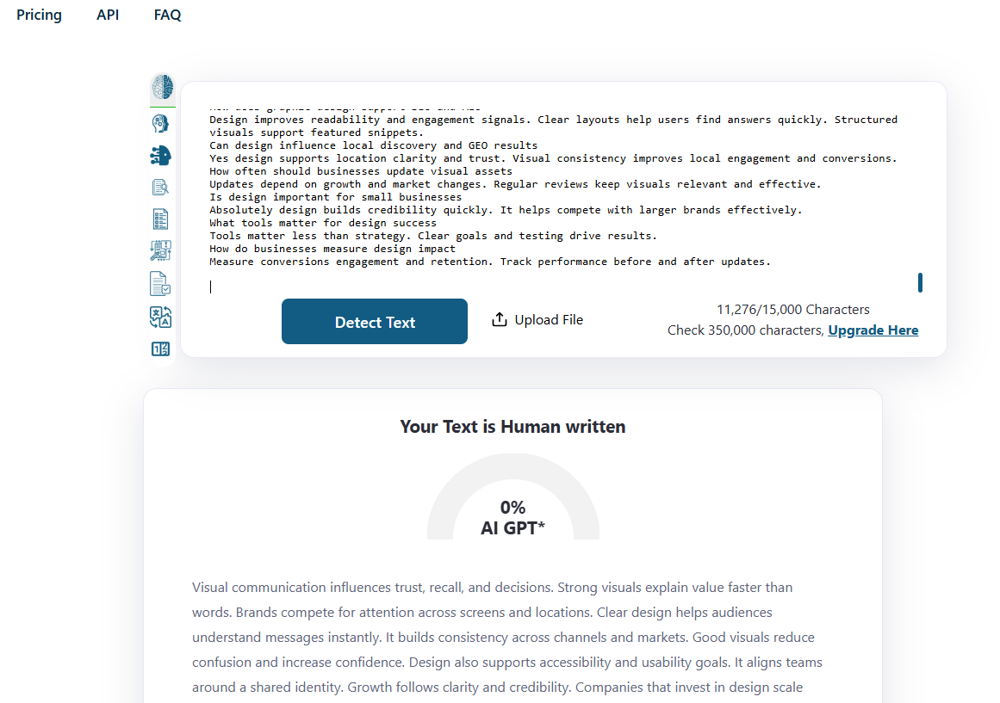 Pricing API FAQ
Design improves readability and engagement signals. Clear layouts help users find answers quickly. Structured
visuals support featured snippets.
Can design influence local discovery and GEO results
Yes design supports location clarity and trust. Visual consistency improves local engagement and conversions.
How often should businesses update visual assets
Updates depend on growth and market changes. Regular reviews keep visuals relevant and effective.
Is design important for small businesses
Absolutely design builds credibility quickly. It helps compete with larger brands effectively.
What tools matter for design success
Tools matter less than strategy. Clear goals and testing drive results.
How do businesses measure design impact
Measure conversions engagement and retention. Track performance before and after updates.
Detect Text
Upload File
11,276/15,000 Characters
Check 350,000 characters, Upgrade Here
Your Text is Human written
0%
AI GPT*
Visual communication influences trust, recall, and decisions. Strong visuals explain value faster than
words. Brands compete for attention across screens and locations. Clear design helps audiences
understand messages instantly. It builds consistency across channels and markets. Good visuals reduce
confusion and increase confidence. Design also supports accessibility and usability goals. It aligns teams
around a shared identity. Growth follows clarity and credibility. Companies that invest in design scale